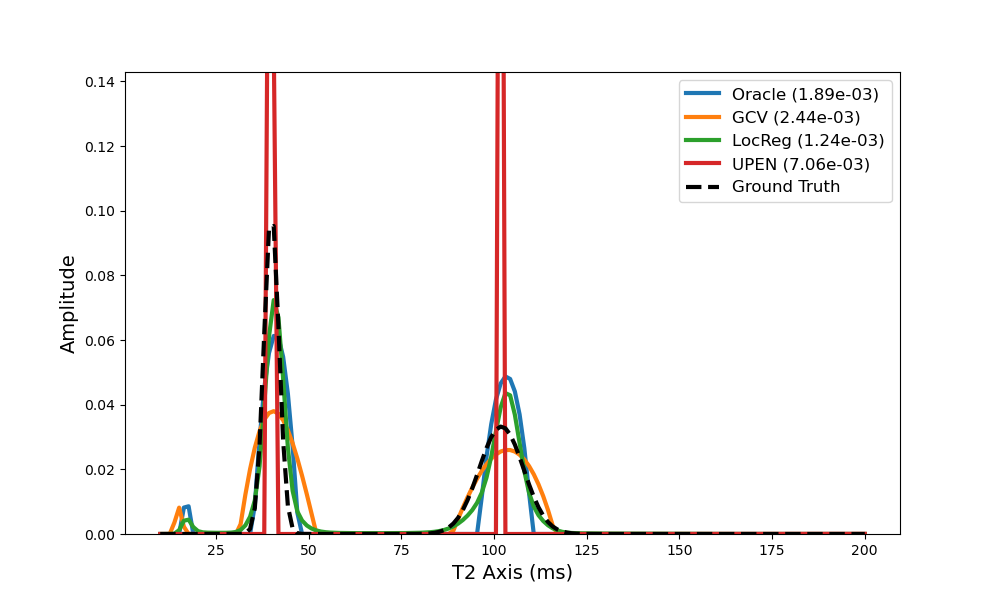 0.14
0.12
0.10
0.08
0.06
0.04
0.02
0.00
Amplitude
25
50
75
100
125
150
175
200
T2 Axis (ms)
Oracle (1.89e-03)
GCV (2.44e-03)
LocReg (1.24e-03)
UPEN (7.06e-03)
Ground Truth